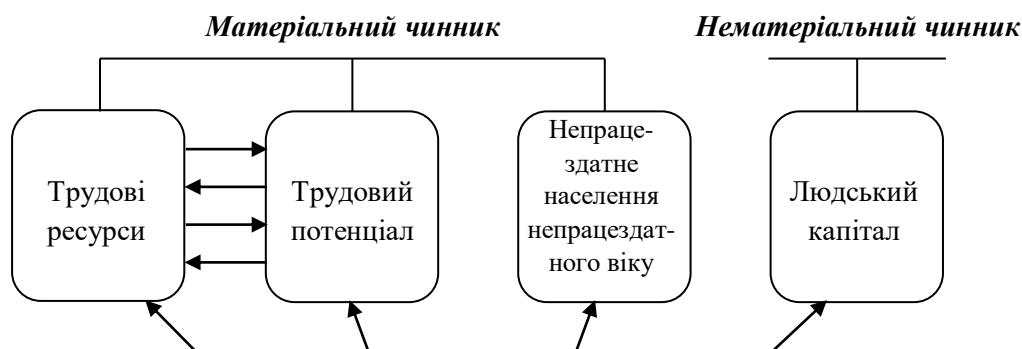 Матеріальний чинник
Нематеріальний чинник
Трудові
ресурси
Трудовий
потенціал
Непраце-
здатне
населення
непрацездат-
ного віку
Людський
капітал